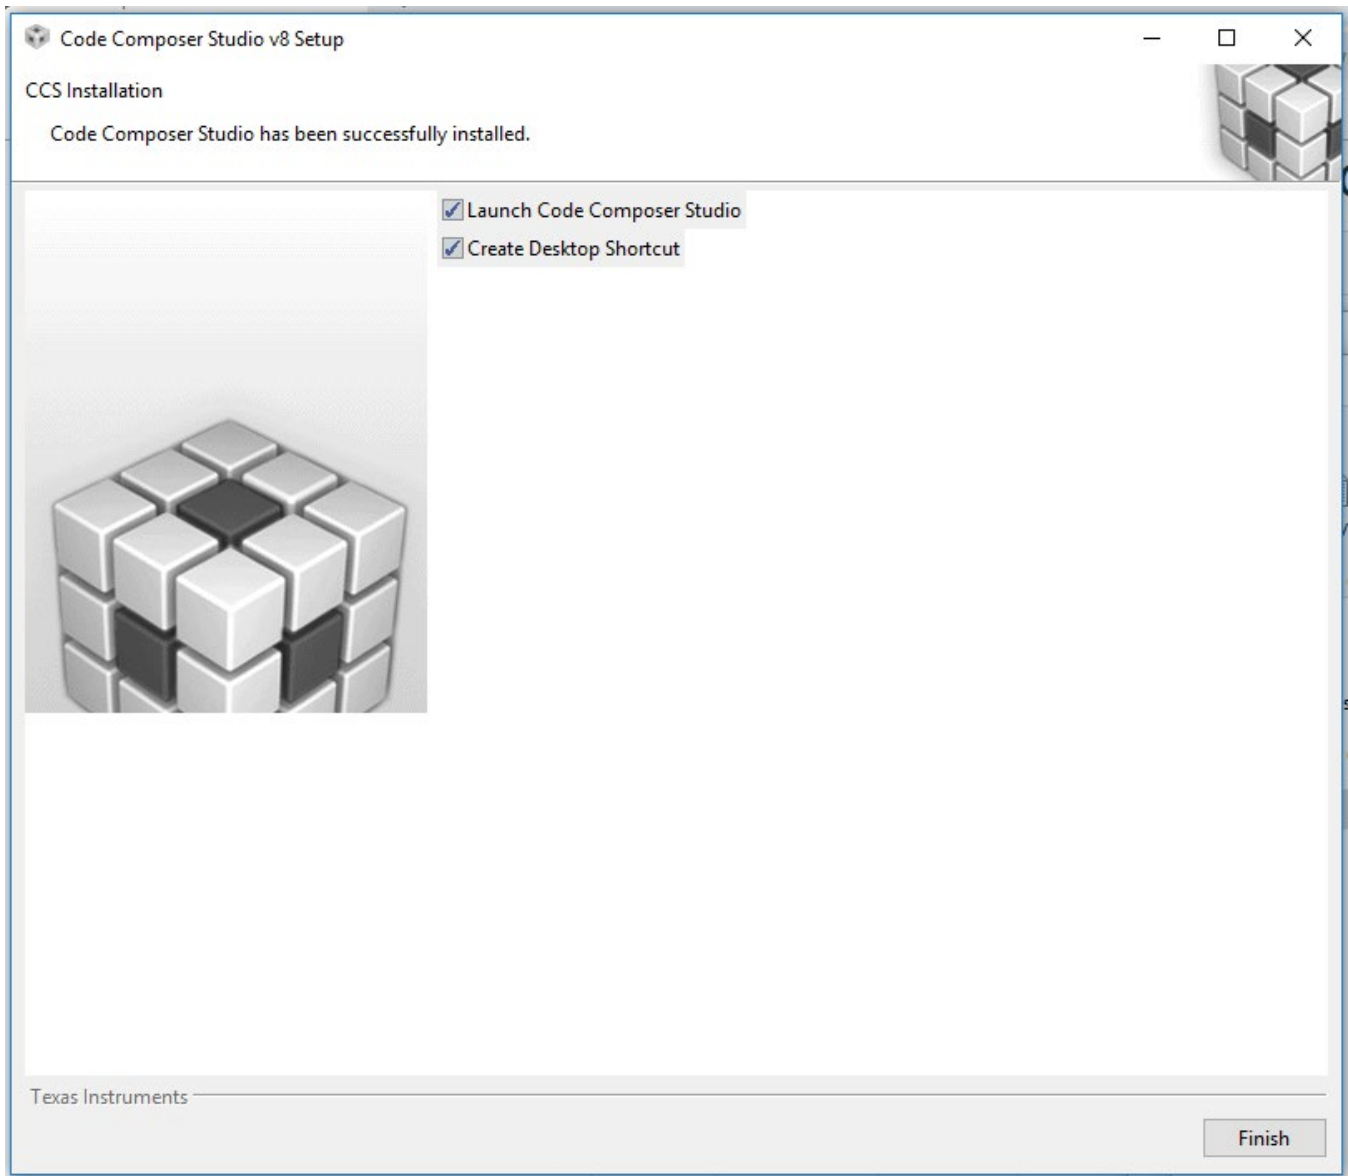 Code Composer Studio v8 Setup
CCS Installation
Code Composer Studio has been successfully installed.
Launch Code Composer Studio
Create Desktop Shortcut
Texas Instruments
Finish